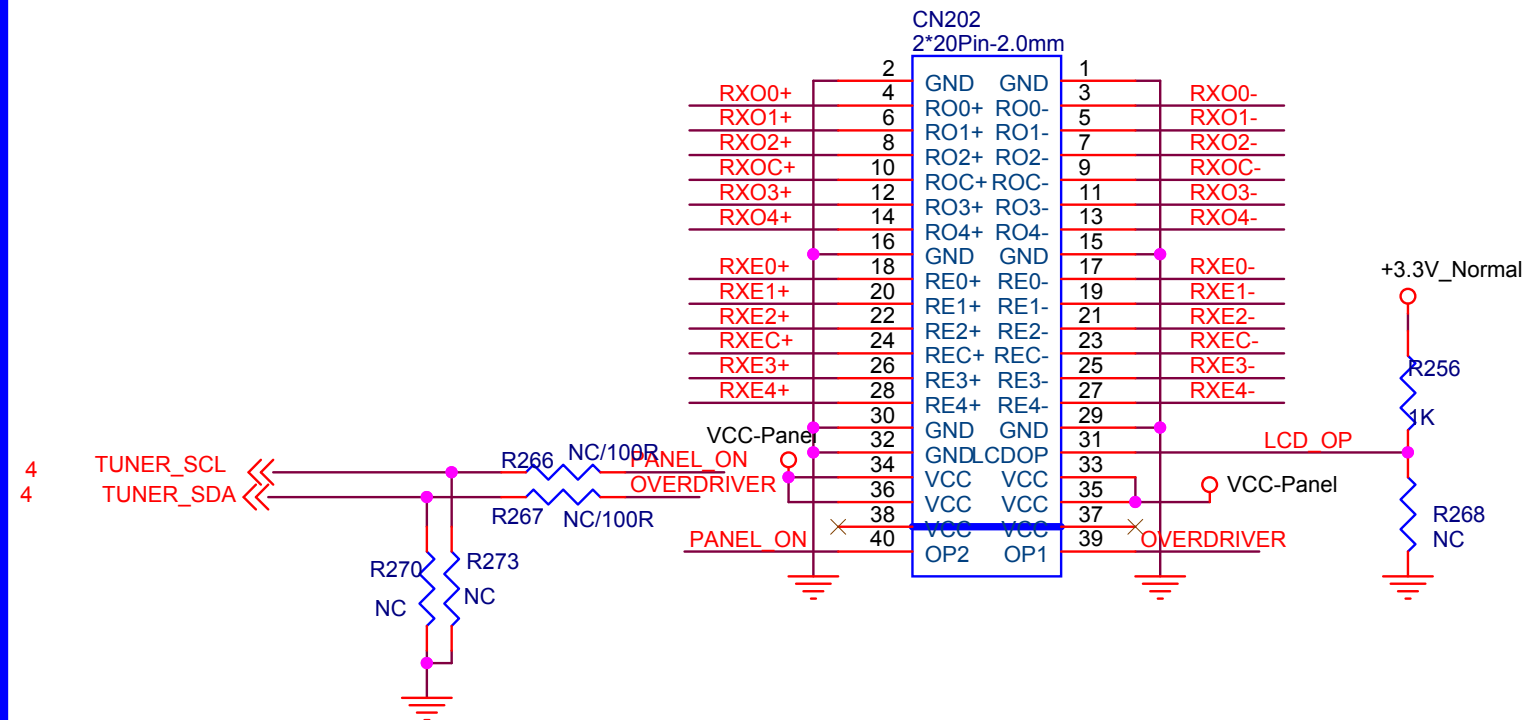 CN202
2*20Pin-2.0mm
2 GND GND 1
RXO0+ 4 RO0+ RO0- 3 RXO0-
RXO1+ 6 RO1+ RO1- 5 RXO1-
RXO2+ 8 RO2+ RO2- 7 RXO2-
RXOC+ 10 ROC+ ROC- 9 RXOC-
RXO3+ 12 RO3+ RO3- 11 RXO3-
RXO4+ 14 RO4+ RO4- 13 RXO4-
16 GND GND 15
RXE0+ 18 RE0+ RE0- 17 RXE0-
RXE1+ 20 RE1+ RE1- 19 RXE1-
RXE2+ 22 RE2+ RE2- 21 RXE2-
RXEC+ 24 REC+ REC- 23 RXEC-
RXE3+ 26 RE3+ RE3- 25 RXE3-
RXE4+ 28 RE4+ RE4- 27 RXE4-
30 GND GND 29
32 GND LCDOP 31 LCD_OP
34 VCC VCC 33
36 VCC VCC 35
38 VCC VCC 37
PANEL_ON 40 OP2 OP1 39 OVERDRIVER
VCC-Panel
VCC-Panel
+3.3V_Normal
R256
1K
R268
NC
4 TUNER_SCL R266 NC/100R PANEL_ON
4 TUNER_SDA R267 NC/100R OVERDRIVER
R270 R273
NC NC